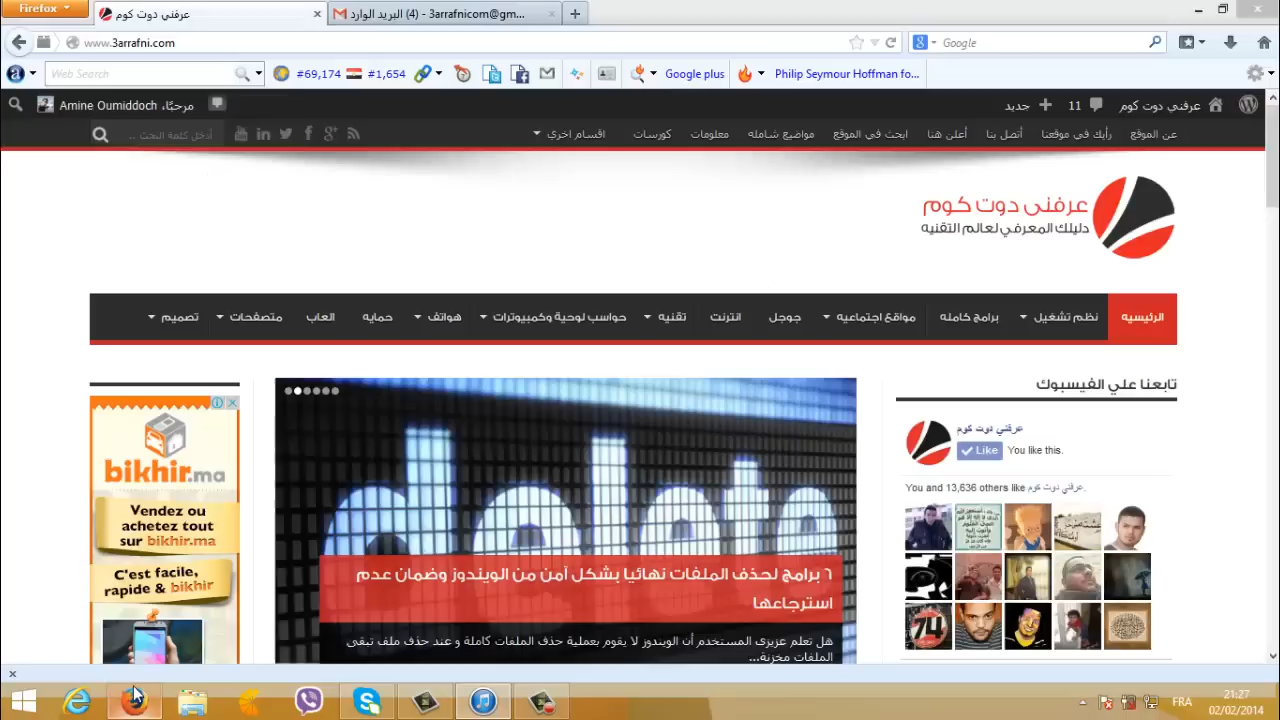 Firefox
عرفني دوت كوم
البريد الوارد (4) - 3arrafnicom@gm...
www.3arrafni.com
Google
Web Search
#69,174
#1,654
Google plus
Philip Seymour Hoffman fo...
عرفني دوت كوم
11
جديد
مرحبًا، Amine Oumiddoch
عن الموقع
رأيك في موقعنا
أتصل بنا
أعلن هنا
ابحث في الموقع
مواضيع شامله
معلومات
كورسات
اقسام اخرى
أدخل كلمة البحث ...
عرفنى دوت كوم
دليلك المعرفي لعالم التقنيه
الرئيسيه
نظم تشغيل
برامج كامله
مواقع اجتماعيه
جوجل
انترنت
تقنيه
حواسب لوحية وكمبيوترات
هواتف
حمايه
العاب
متصفحات
تصميم
تابعنا علي الفيسبوك
عرفني دوت كوم
Like
You like this.
You and 13,636 others like عرفني دوت كوم.
74
delete
٦ برامج لحذف الملفات نهائيا بشكل آمن من الويندوز وضمان عدم
استرجاعها
هل تعلم عزيزى المستخدم أن الويندوز لا يقوم بعملية حذف الملفات كاملة و عند حذف ملف تبقى
الملفات مخزنة...
bikhir.ma
Vendez ou
achetez tout
sur bikhir.ma
C'est facile,
rapide & bikhir
FRA
21:27
02/02/2014